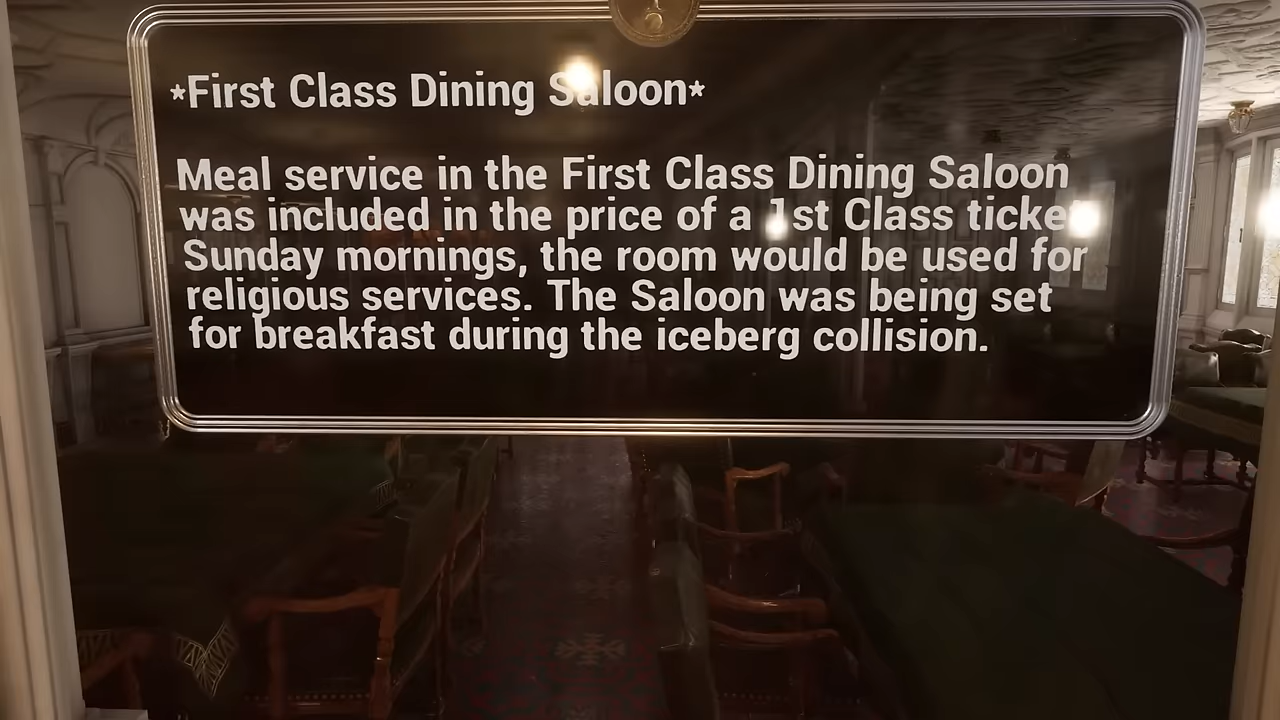 *First Class Dining Saloon*
Meal service in the First Class Dining Saloon
was included in the price of a 1st Class ticket
Sunday mornings, the room would be used for
religious services. The Saloon was being set
for breakfast during the iceberg collision.